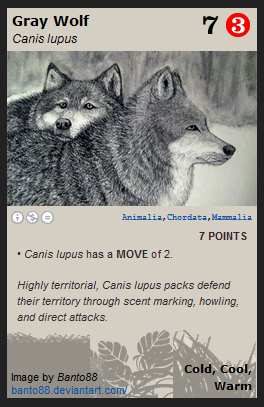 Gray Wolf
Canis lupus
7 3
Animalia,Chordata,Mammalia
7 POINTS
• Canis lupus has a MOVE of 2.
Highly territorial, Canis lupus packs defend
their territory through scent marking, howling,
and direct attacks.
Cold, Cool,
Warm
Image by Banto88
banto88.deviantart.com/